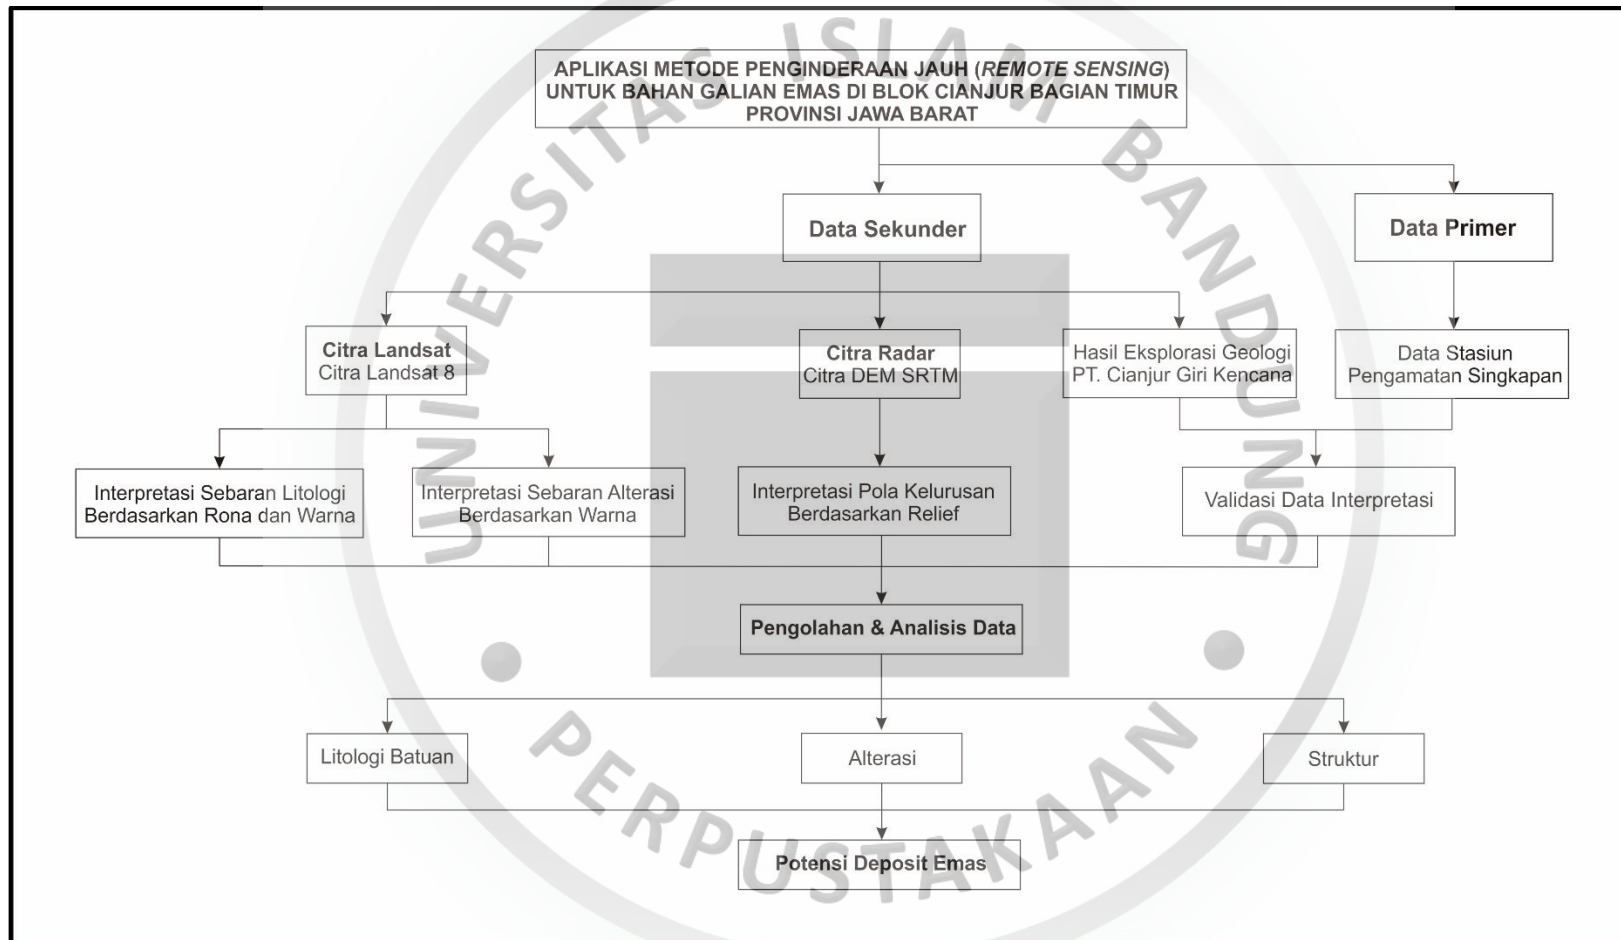 APLIKASI METODE PENGINDERAAN JAUH (REMOTE SENSING)
UNTUK BAHAN GALIAN EMAS DI BLOK CIANJUR BAGIAN TIMUR
PROVINSI JAWA BARAT
Data Sekunder
Data Primer
Citra Landsat
Citra Landsat 8
Citra Radar
Citra DEM SRTM
Hasil Eksplorasi Geologi
PT. Cianjur Giri Kencana
Data Stasiun
Pengamatan Singkapan
Interpretasi Sebaran Litologi
Berdasarkan Rona dan Warna
Interpretasi Sebaran Alterasi
Berdasarkan Warna
Interpretasi Pola Kelurusan
Berdasarkan Relief
Validasi Data Interpretasi
Pengolahan & Analisis Data
Litologi Batuan
Alterasi
Struktur
Potensi Deposit Emas
UNIVERSITAS ISLAM BANDUNG
PERPUSTAKAAN